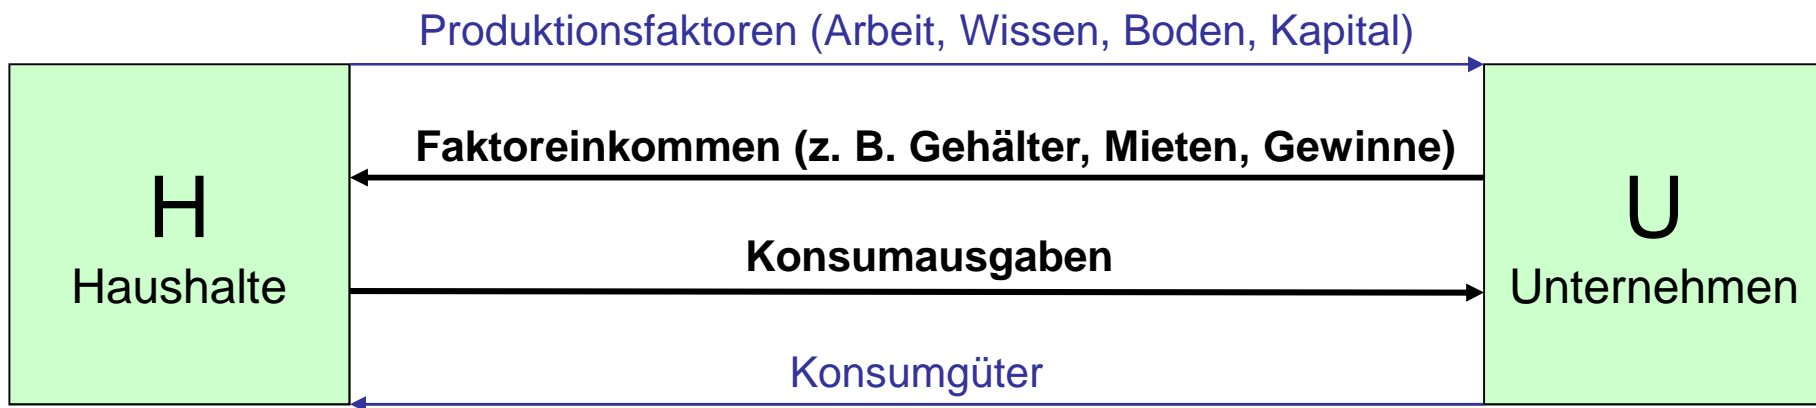 Produktionsfaktoren (Arbeit, Wissen, Boden, Kapital)
Faktoreinkommen (z. B. Gehälter, Mieten, Gewinne)
H
Haushalte
U
Unternehmen
Konsumausgaben
Konsumgüter